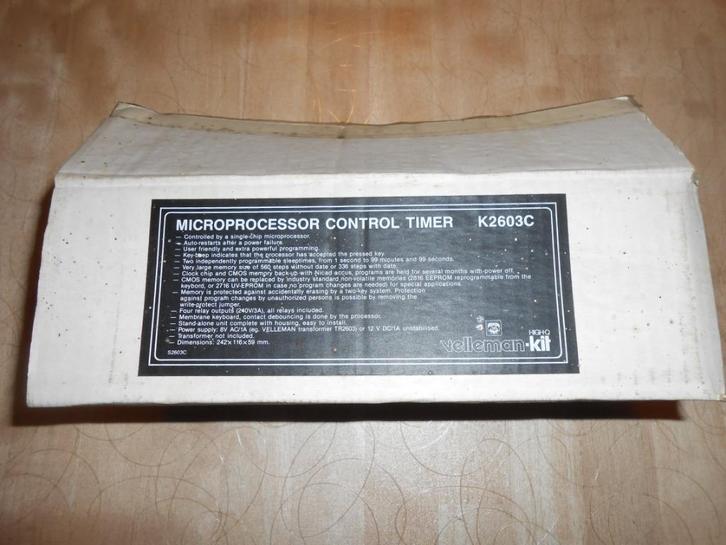 MICROPROCESSOR CONTROL TIMER K2603C
— Controlled by a single-chip microprocessor.
— Auto-restarts after a power failure.
— User friendly and extra powerful programming.
— Key-beep indicates that the processor has accepted the pressed key.
— Two independently programmable sleeptimes, from 1 second to 99 minutes and 99 seconds.
— Very large memory size of 560 steps without date or 336 steps with date.
— Clock chip and CMOS memory back-up with Nicad accus, programs are held for several months with power off.
— CMOS memory can be replaced by industry standard non-volatile memories (2816 EEPROM reprogrammable from the
keybord, or 2716 UV-EPROM in case no program changes are needed) for special applications.
— Memory is protected against accidentally erasing by a two-key system. Protection
against program changes by unauthorized persons is possible by removing the
write-protect jumper.
— Four relay outputs (240V/3A), all relays included.
— Membrane keyboard, contact debouncing is done by the processor.
— Stand-alone unit complete with housing, easy to install.
— Power supply: 8V AC/1A (eg. VELLEMAN transformer TR2603) or 12 V DC/1A unstabilised.
— Transformer not included.
— Dimensions: 242 x 116 x 59 mm.
S2603C
HIGH-Q
velleman-kit